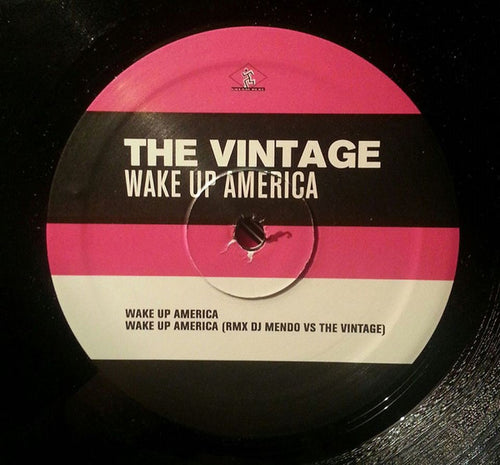 THE VINTAGE
WAKE UP AMERICA
WAKE UP AMERICA
WAKE UP AMERICA (RMX DJ MENDO VS THE VINTAGE)